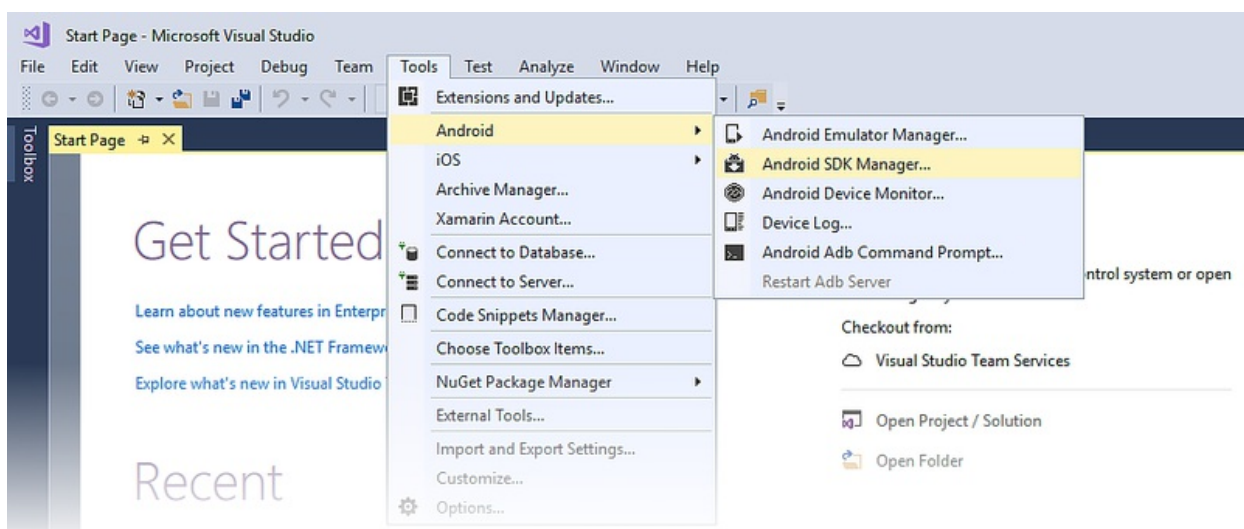 Start Page - Microsoft Visual Studio
File Edit View Project Debug Team Tools Test Analyze Window Help
Toolbox
Start Page
Extensions and Updates...
Android
iOS
Archive Manager...
Xamarin Account...
Connect to Database...
Connect to Server...
Code Snippets Manager...
Choose Toolbox Items...
NuGet Package Manager
External Tools...
Import and Export Settings...
Customize...
Options...
Android Emulator Manager...
Android SDK Manager...
Android Device Monitor...
Device Log...
Android Adb Command Prompt...
Restart Adb Server
Get Started
Learn about new features in Enterpr
See what's new in the .NET Framew
Explore what's new in Visual Studio
Recent
ntrol system or open
Checkout from:
Visual Studio Team Services
Open Project / Solution
Open Folder